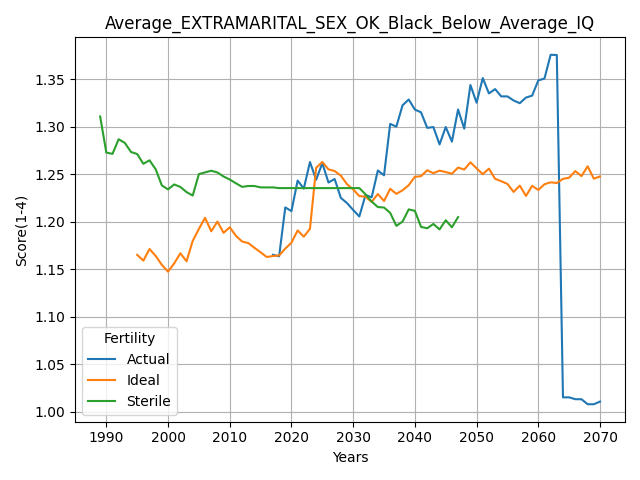 Average_EXTRAMARITAL_SEX_OK_Black_Below_Average_IQ
Score(1-4)
1.35
1.30
1.25
1.20
1.15
1.10
1.05
1.00
Fertility
Actual
Ideal
Sterile
1990 2000 2010 2020 2030 2040 2050 2060 2070
Years